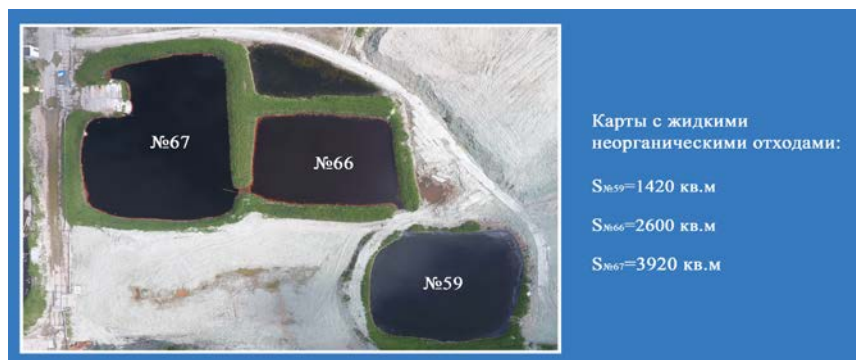 №67
№66
№59
Карты с жидкими
неорганическими отходами:
S№59=1420 кв.м
S№66=2600 кв.м
S№67=3920 кв.м